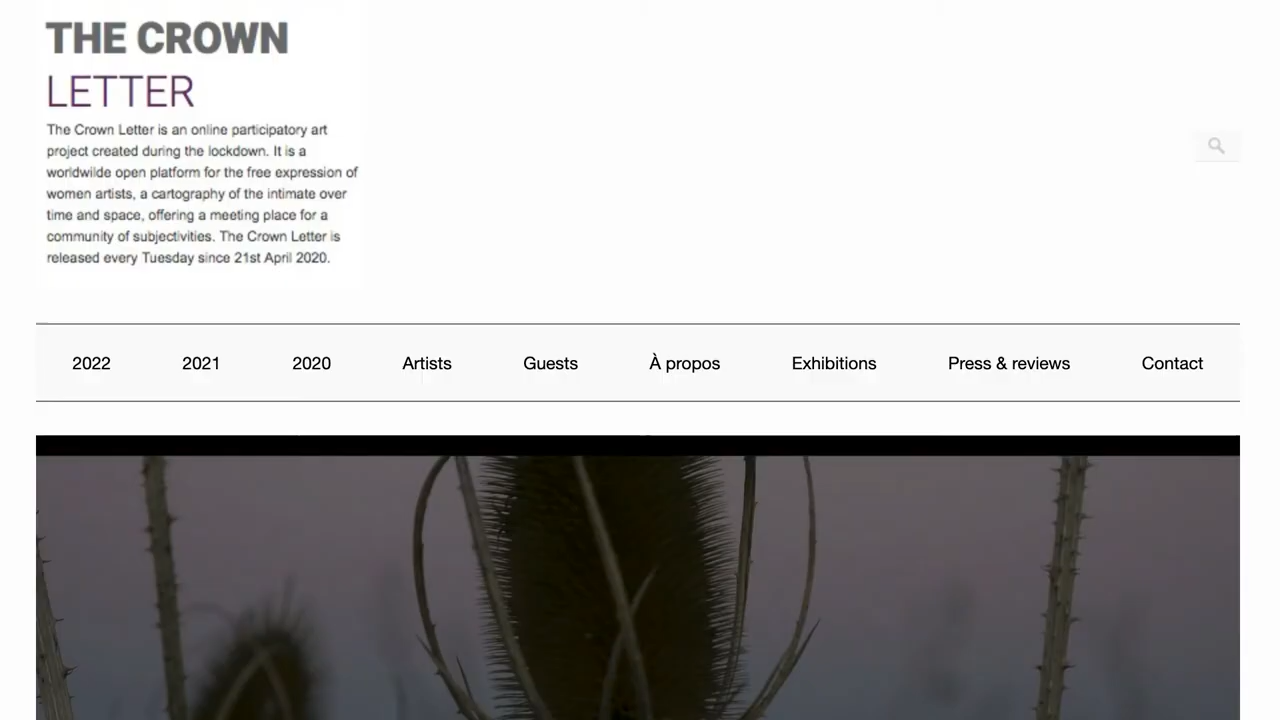 THE CROWN
LETTER
The Crown Letter is an online participatory art
project created during the lockdown. It is a
worldwilde open platform for the free expression of
women artists, a cartography of the intimate over
time and space, offering a meeting place for a
community of subjectivities. The Crown Letter is
released every Tuesday since 21st April 2020.
2022 2021 2020 Artists Guests À propos Exhibitions Press & reviews Contact